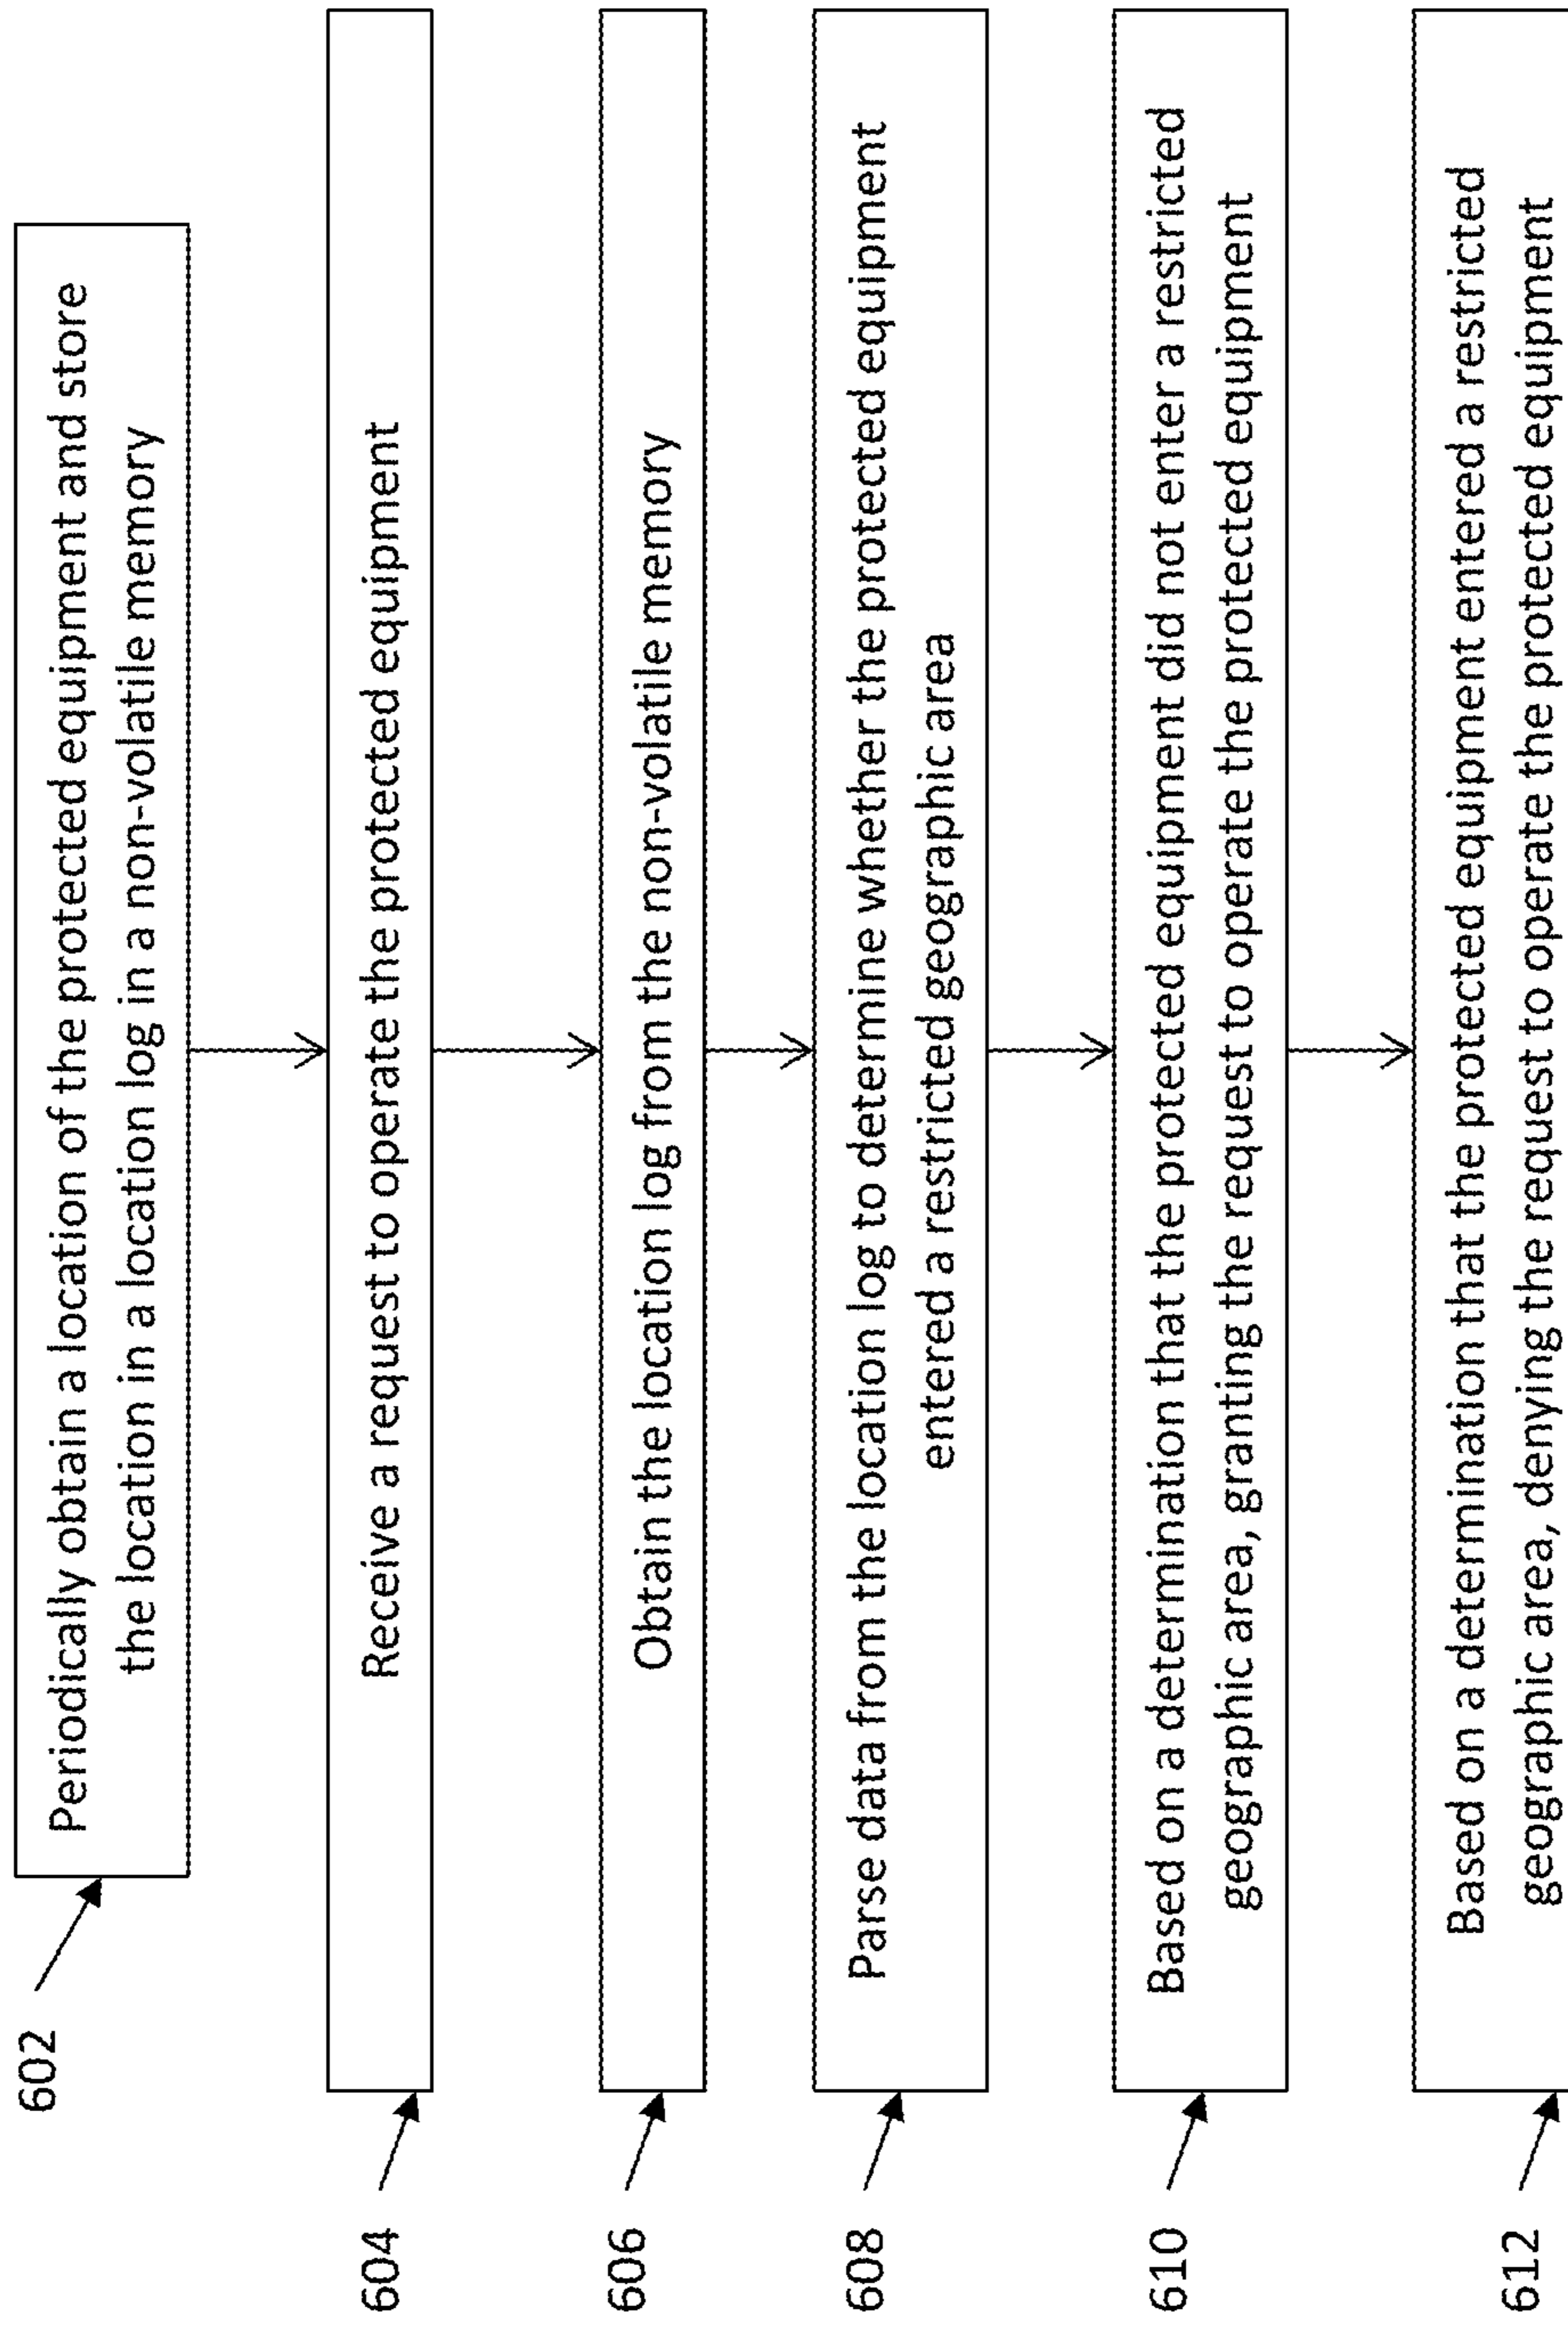 602
Periodically obtain a location of the protected equipment and store
the location in a location log in a non-volatile memory
604
Receive a request to operate the protected equipment
606
Obtain the location log from the non-volatile memory
608
Parse data from the location log to determine whether the protected equipment
entered a restricted geographic area
610
Based on a determination that the protected equipment did not enter a restricted
geographic area, granting the request to operate the protected equipment
612
Based on a determination that the protected equipment entered a restricted
geographic area, denying the request to operate the protected equipment